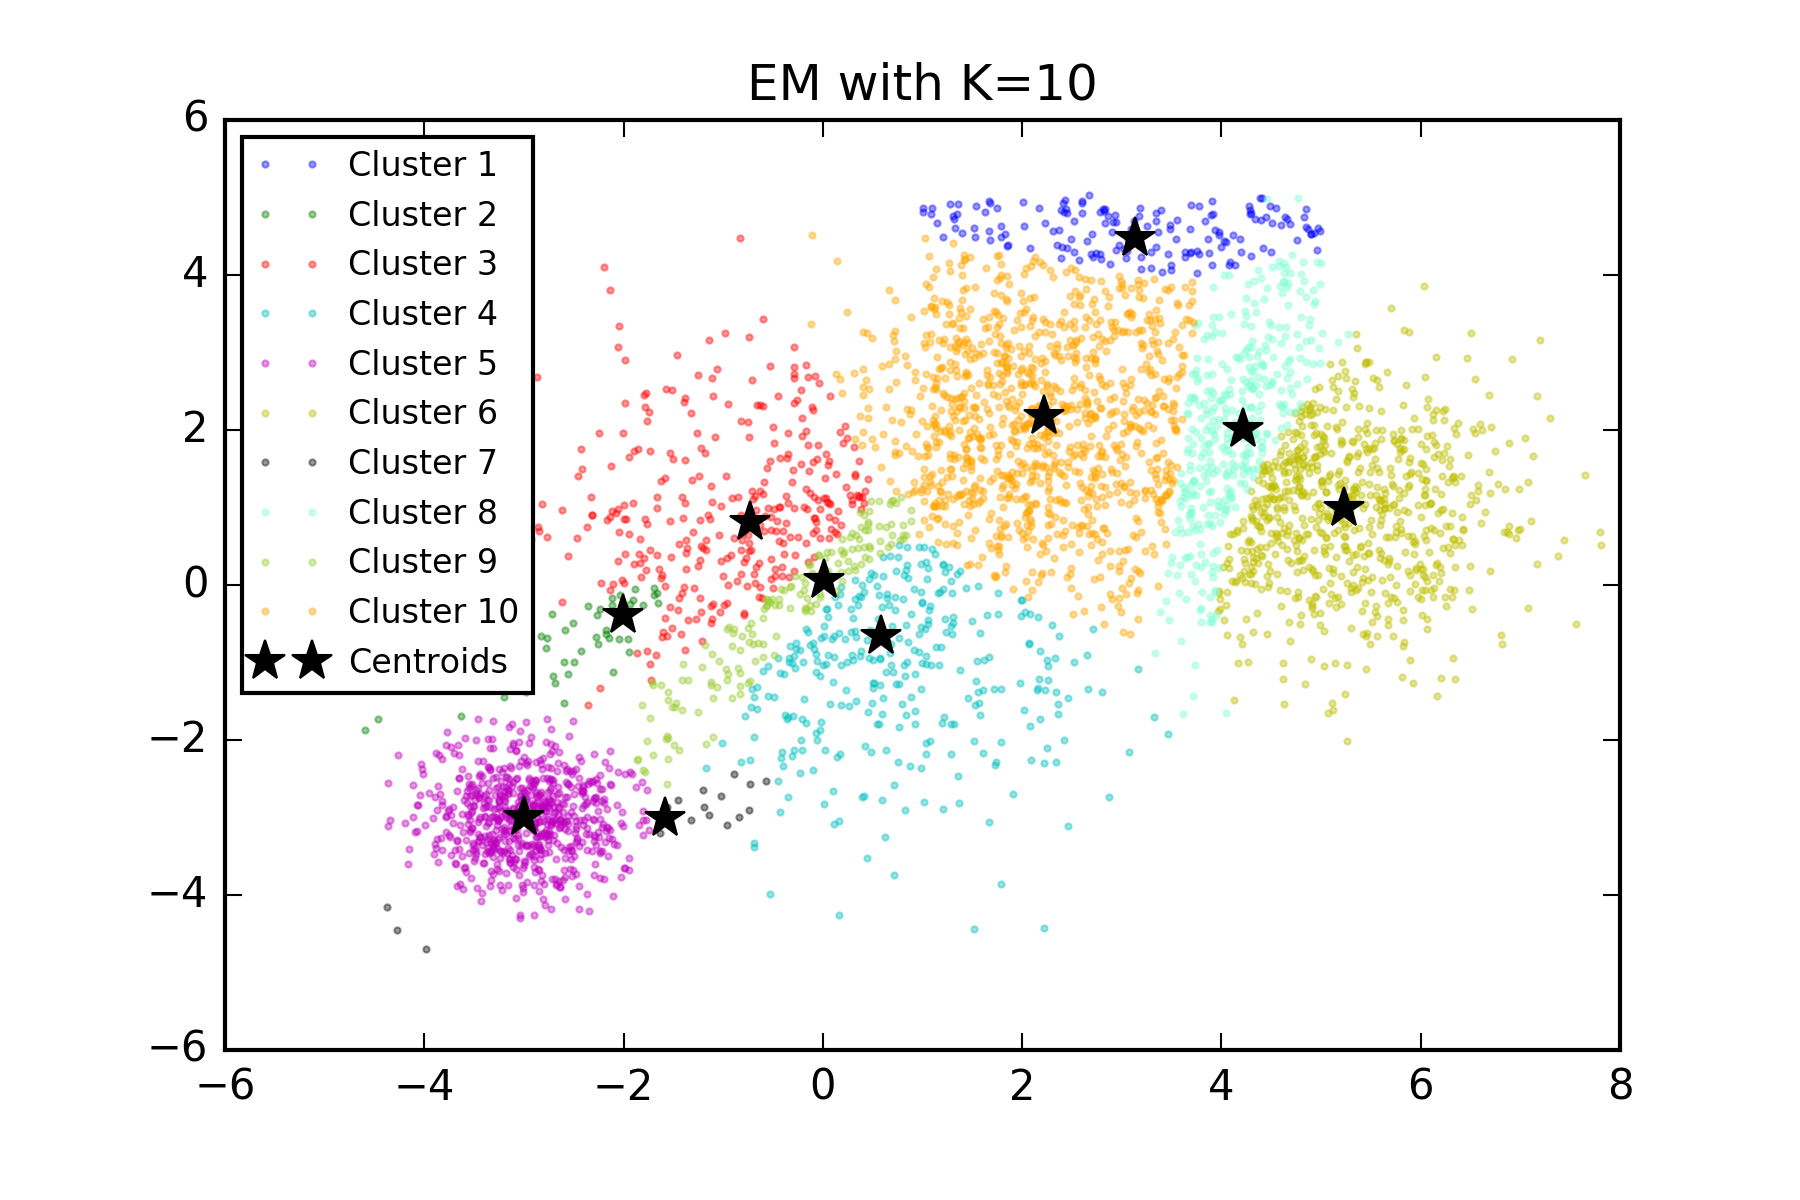 EM with K=10
6
4
2
0
−2
−4
−6
−6 −4 −2 0 2 4 6 8
Cluster 1
Cluster 2
Cluster 3
Cluster 4
Cluster 5
Cluster 6
Cluster 7
Cluster 8
Cluster 9
Cluster 10
Centroids